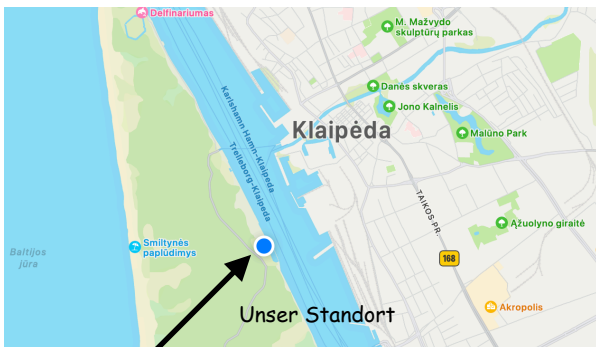 Delfinariumas
M. Mažvydo
skulptūrų parkas
Karlshamn Hamn-Klaipėda
Trelleborg-Klaipeda
Danės skveras
Jono Kalnelis
Klaipėda
Malūno Park
TAIKOS PR.
Ąžuolyno giraitė
Smiltynės
paplūdimys
Baltijos
jūra
168
Akropolis
Unser Standort